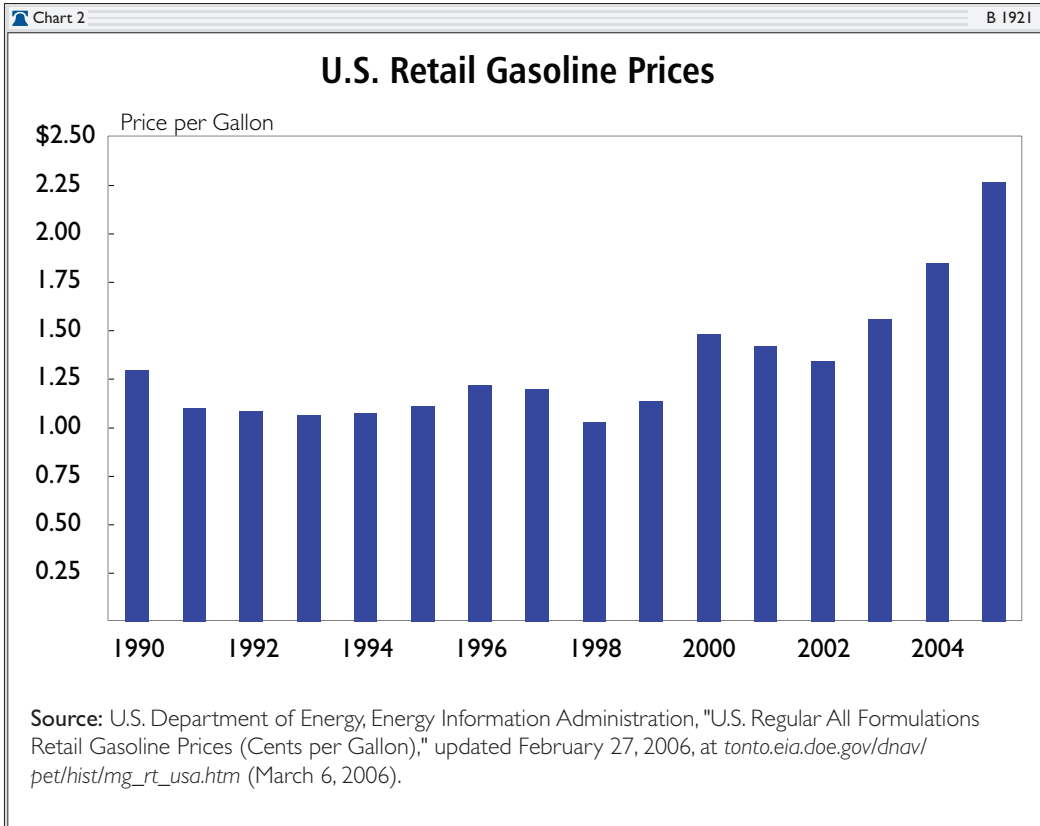 Chart 2 B 1921
U.S. Retail Gasoline Prices
Price per Gallon
$2.50
2.25
2.00
1.75
1.50
1.25
1.00
0.75
0.50
0.25
1990 1992 1994 1996 1998 2000 2002 2004
Source: U.S. Department of Energy, Energy Information Administration, "U.S. Regular All Formulations
Retail Gasoline Prices (Cents per Gallon)," updated February 27, 2006, at tonto.eia.doe.gov/dnav/
pet/hist/mg_rt_usa.htm (March 6, 2006).